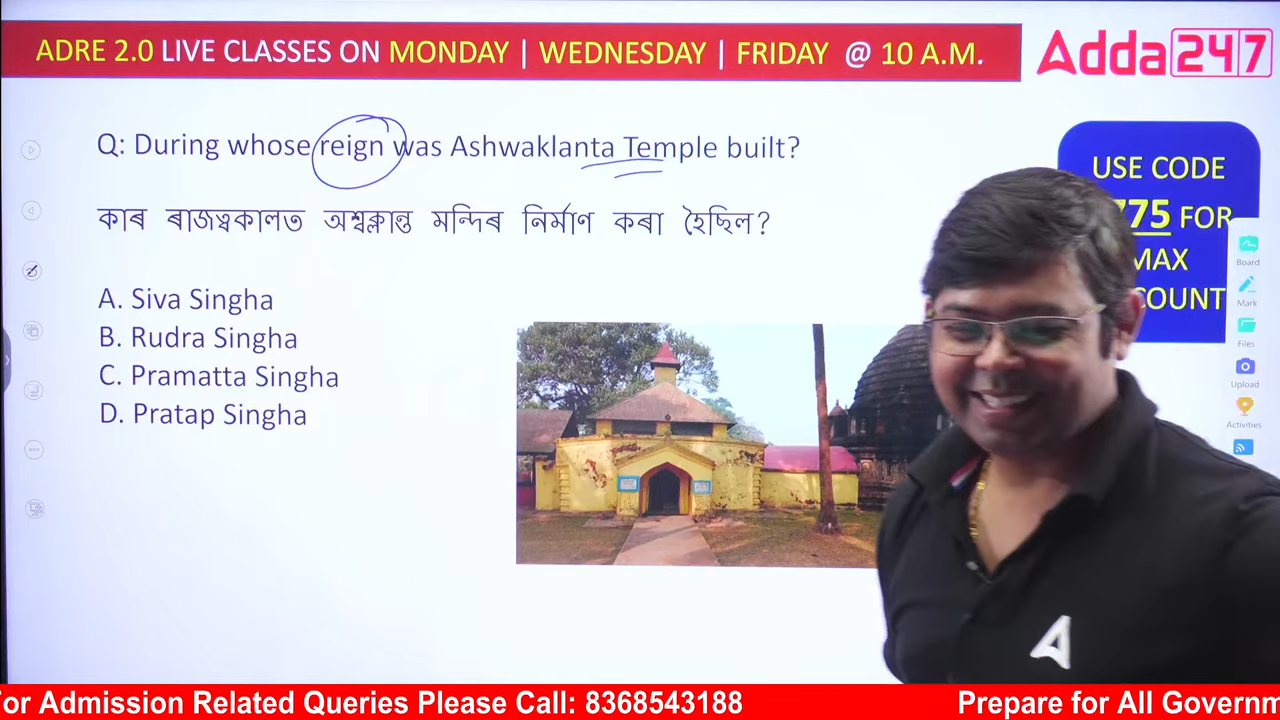 ADRE 2.0 LIVE CLASSES ON MONDAY | WEDNESDAY | FRIDAY @ 10 A.M.
Adda247
Q: During whose reign was Ashwaklanta Temple built?
কাৰ ৰাজত্বকালত অশ্বক্লান্ত মন্দিৰ নিৰ্মাণ কৰা হৈছিল?
A. Siva Singha
B. Rudra Singha
C. Pramatta Singha
D. Pratap Singha
USE CODE
775 FOR
MAX
COUNT
Board
Mark
Files
Upload
Activities
For Admission Related Queries Please Call: 8368543188
Prepare for All Governm